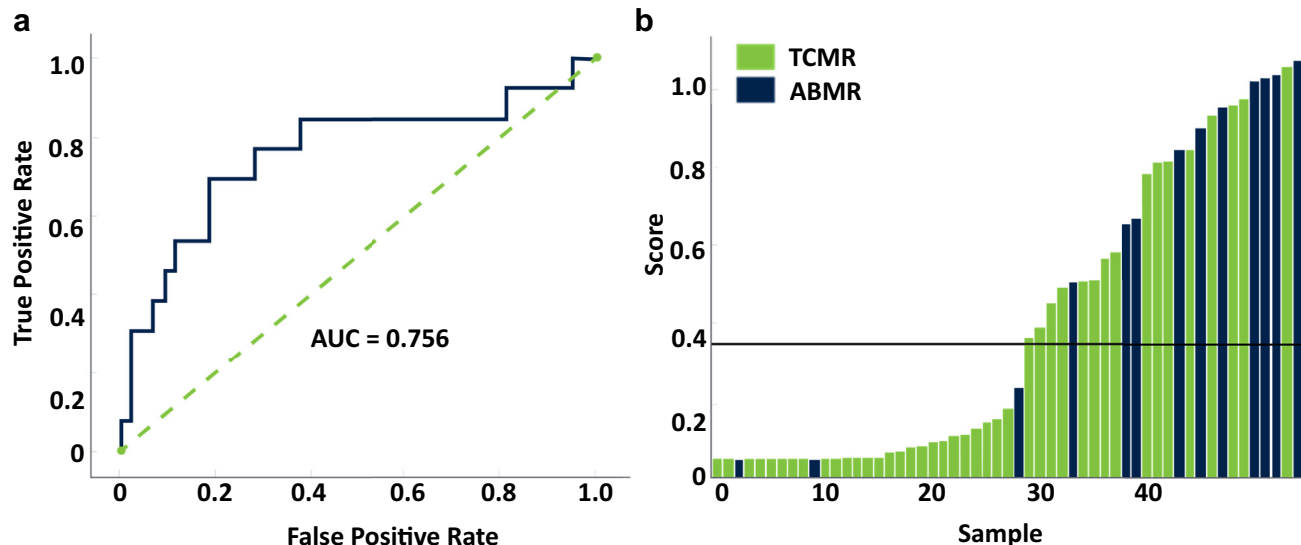 a
1.0
0.8
0.6
0.4
0.2
0
True Positive Rate
AUC = 0.756
0 0.2 0.4 0.6 0.8 1.0
False Positive Rate
b
TCMR
ABMR
1.0
0.8
0.6
0.4
0.2
0
Score
0 10 20 30 40
Sample